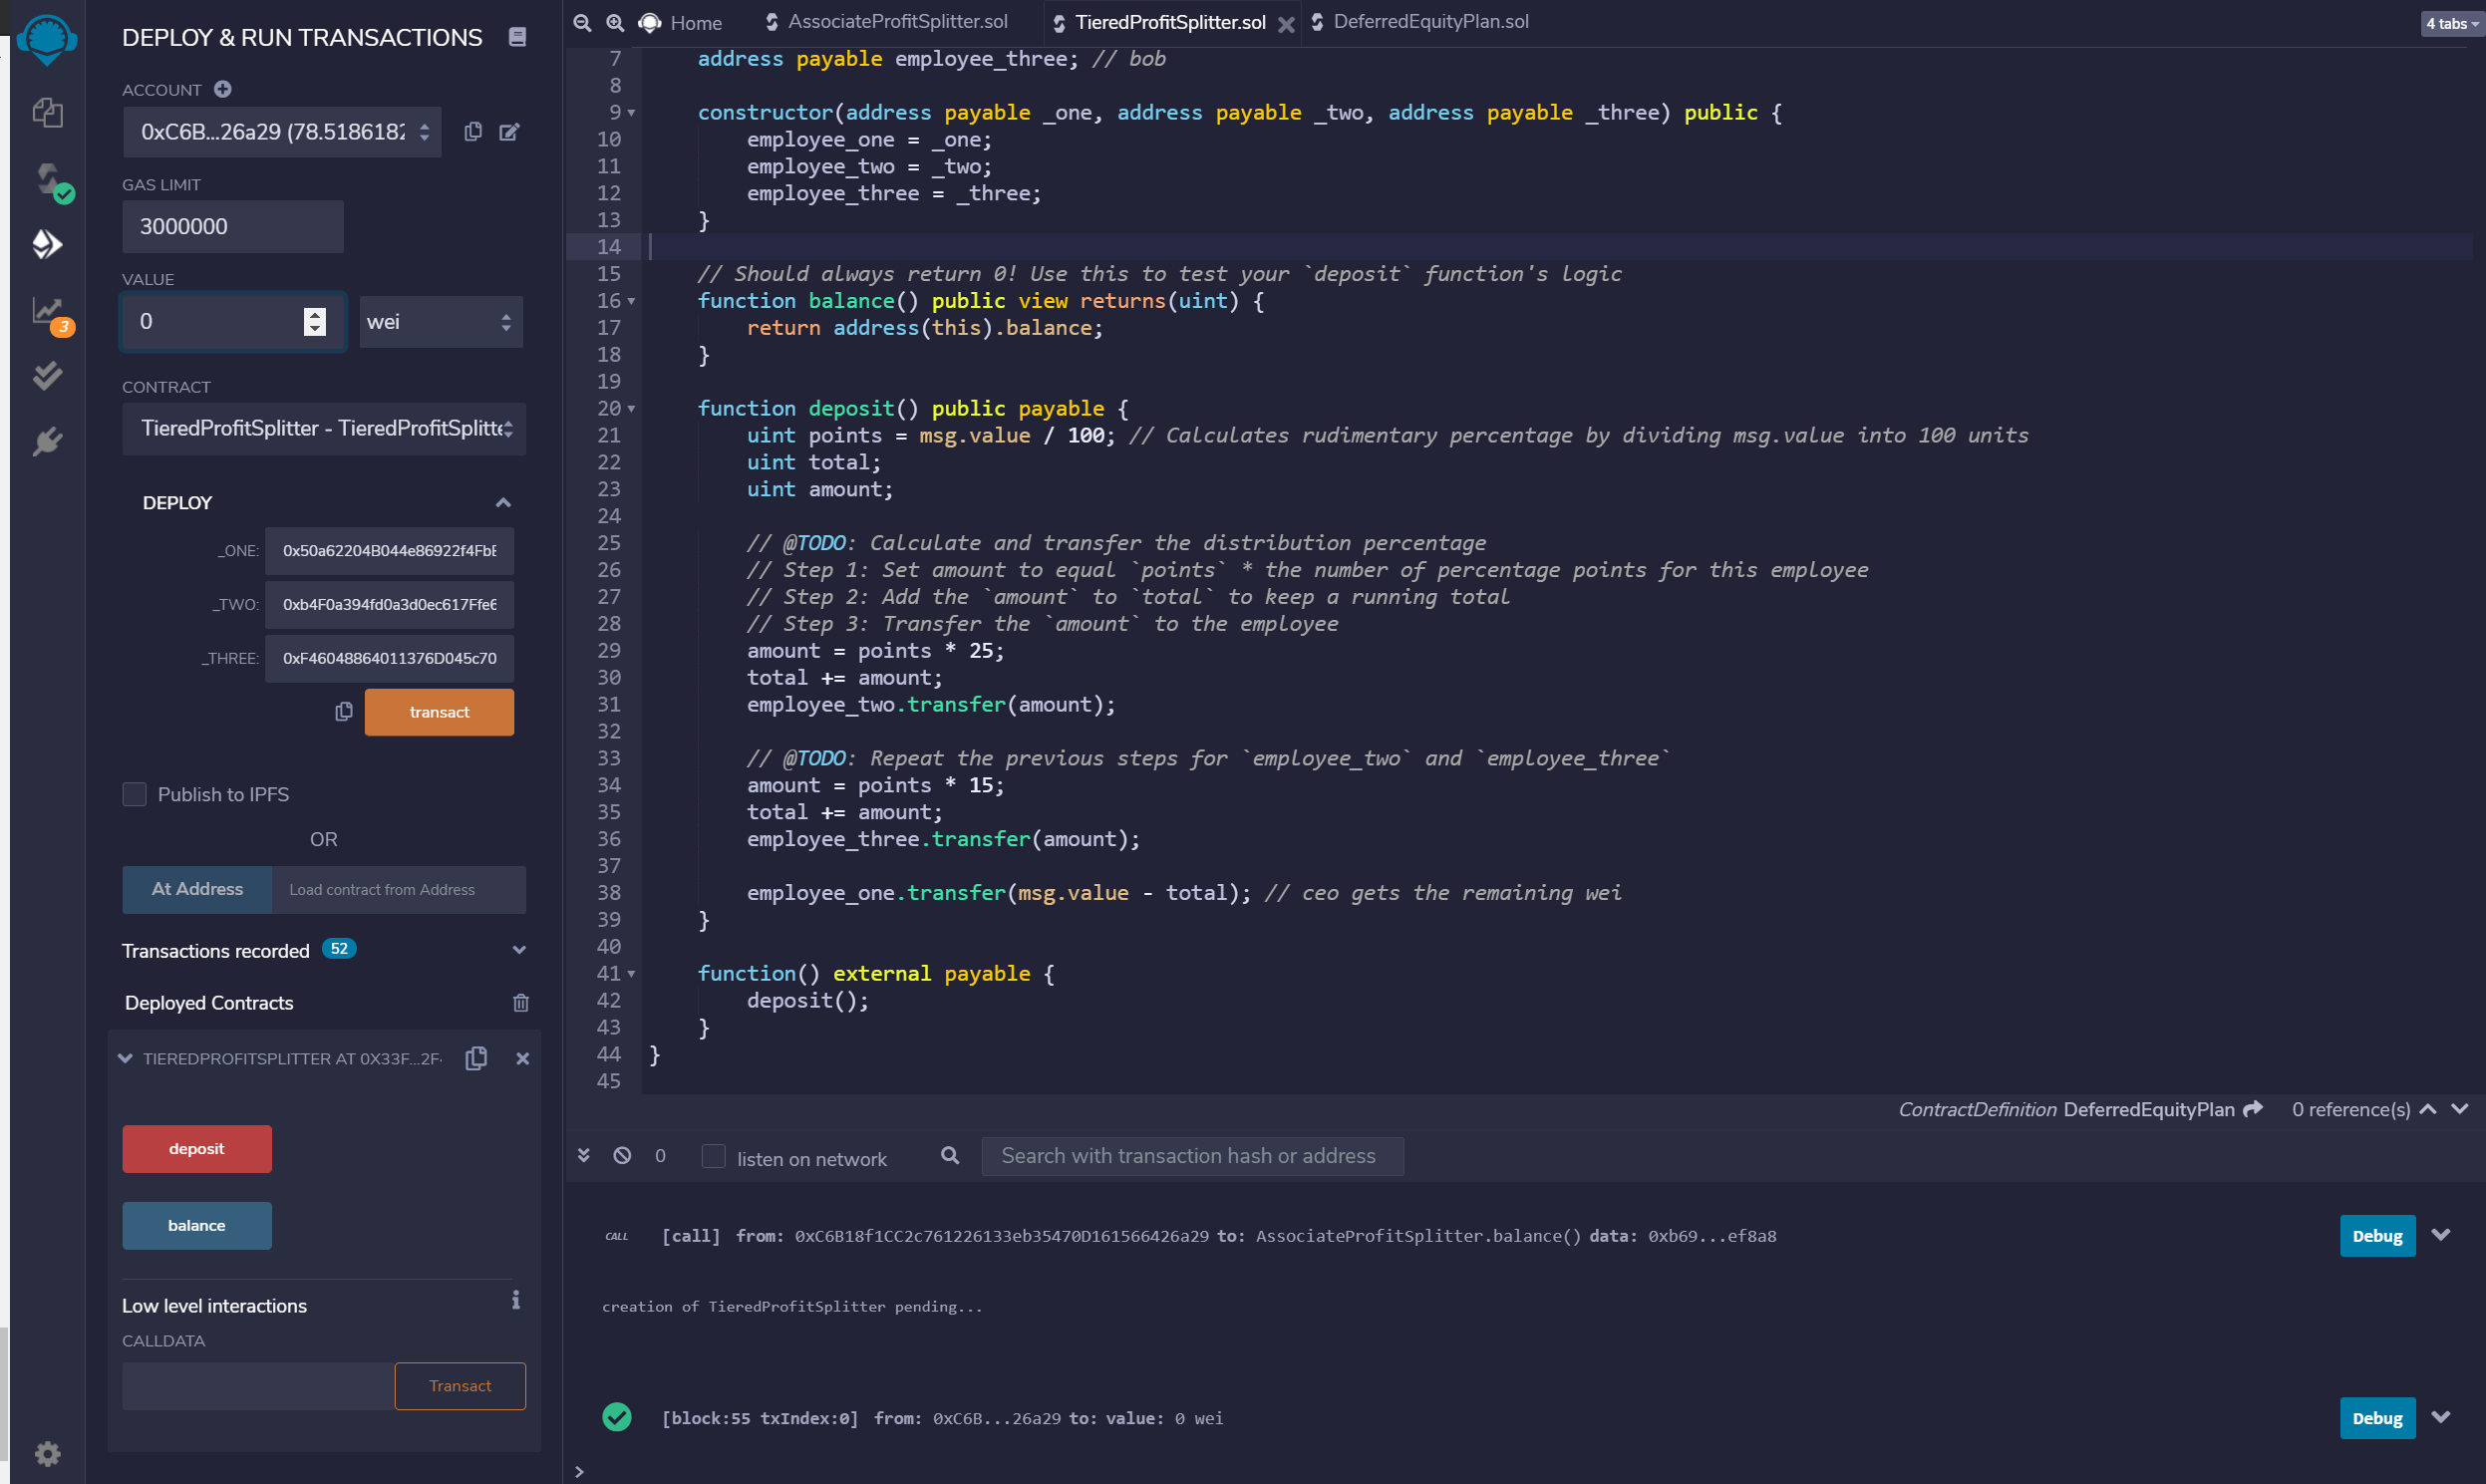 DEPLOY & RUN TRANSACTIONS
ACCOUNT
0xC6B...26a29 (78.5186182
GAS LIMIT
3000000
VALUE
0
wei
CONTRACT
TieredProfitSplitter - TieredProfitSplitte
DEPLOY
_ONE: 0x50a62204B044e86922f4FbE
_TWO: 0xb4F0a394fd0a3d0ec617Ffe6
_THREE: 0xF46048864011376D045c70
transact
Publish to IPFS
OR
At Address Load contract from Address
Transactions recorded 52
Deployed Contracts
TIEREDPROFITSPLITTER AT 0X33F...2F
deposit
balance
Low level interactions
CALLDATA
Transact
3
Home
AssociateProfitSplitter.sol
TieredProfitSplitter.sol
DeferredEquityPlan.sol
4 tabs
7 address payable employee_three; // bob
8
9 constructor(address payable _one, address payable _two, address payable _three) public {
10 employee_one = _one;
11 employee_two = _two;
12 employee_three = _three;
13 }
14
15 // Should always return 0! Use this to test your `deposit` function's logic
16 function balance() public view returns(uint) {
17 return address(this).balance;
18 }
19
20 function deposit() public payable {
21 uint points = msg.value / 100; // Calculates rudimentary percentage by dividing msg.value into 100 units
22 uint total;
23 uint amount;
24
25 // @TODO: Calculate and transfer the distribution percentage
26 // Step 1: Set amount to equal `points` * the number of percentage points for this employee
27 // Step 2: Add the `amount` to `total` to keep a running total
28 // Step 3: Transfer the `amount` to the employee
29 amount = points * 25;
30 total += amount;
31 employee_two.transfer(amount);
32
33 // @TODO: Repeat the previous steps for `employee_two` and `employee_three`
34 amount = points * 15;
35 total += amount;
36 employee_three.transfer(amount);
37
38 employee_one.transfer(msg.value - total); // ceo gets the remaining wei
39 }
40
41 function() external payable {
42 deposit();
43 }
44 }
45
ContractDefinition DeferredEquityPlan 0 reference(s)
0 listen on network Search with transaction hash or address
CALL [call] from: 0xC6B18f1CC2c761226133eb35470D161566426a29 to: AssociateProfitSplitter.balance() data: 0xb69...ef8a8 Debug
creation of TieredProfitSplitter pending...
[block:55 txIndex:0] from: 0xC6B...26a29 to: value: 0 wei Debug
>